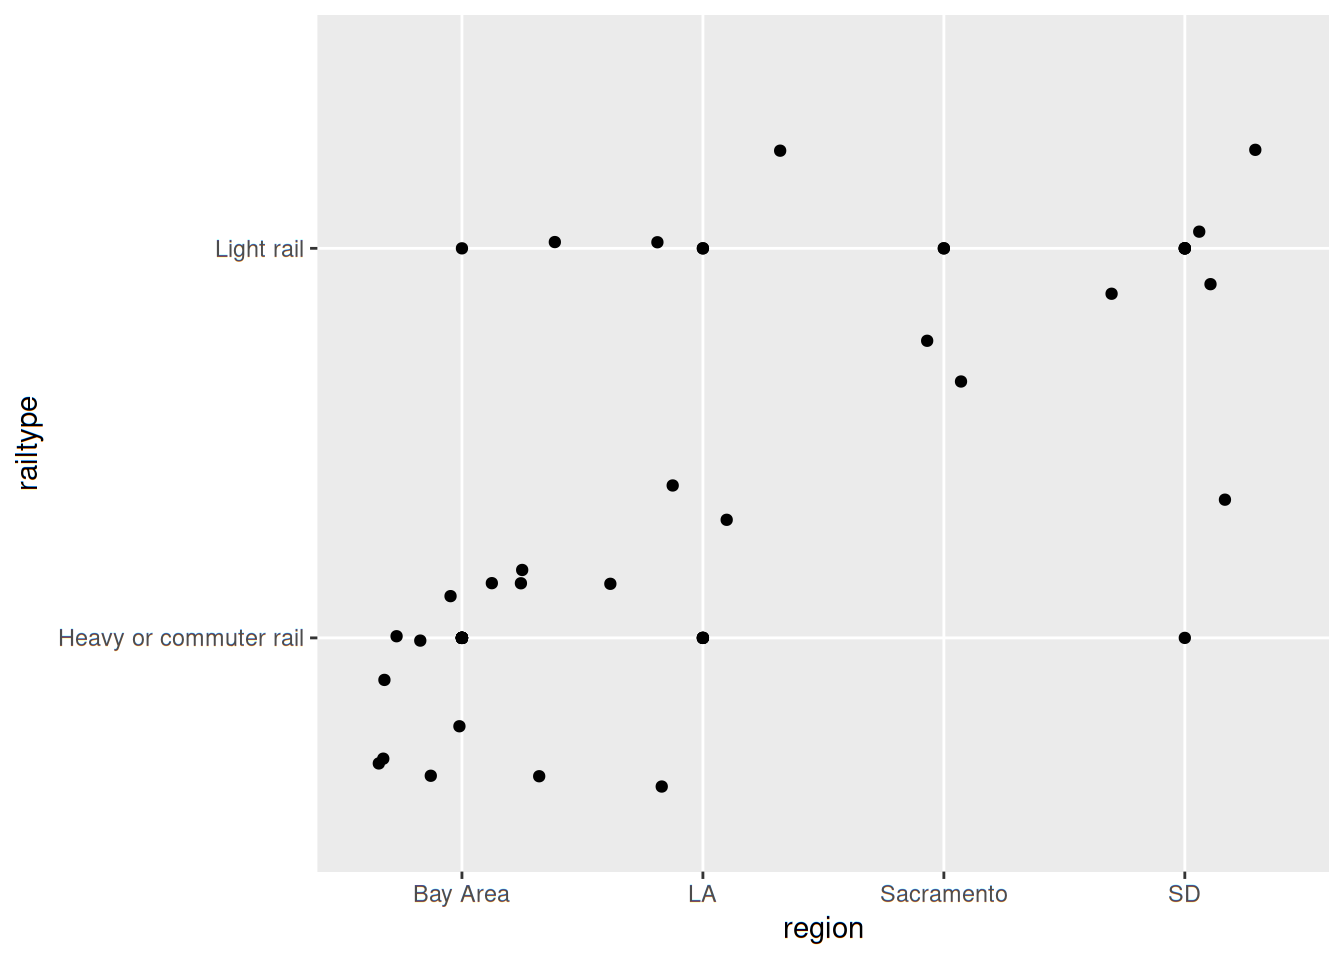 railtype
Light rail
Heavy or commuter rail
Bay Area
LA
Sacramento
SD
region